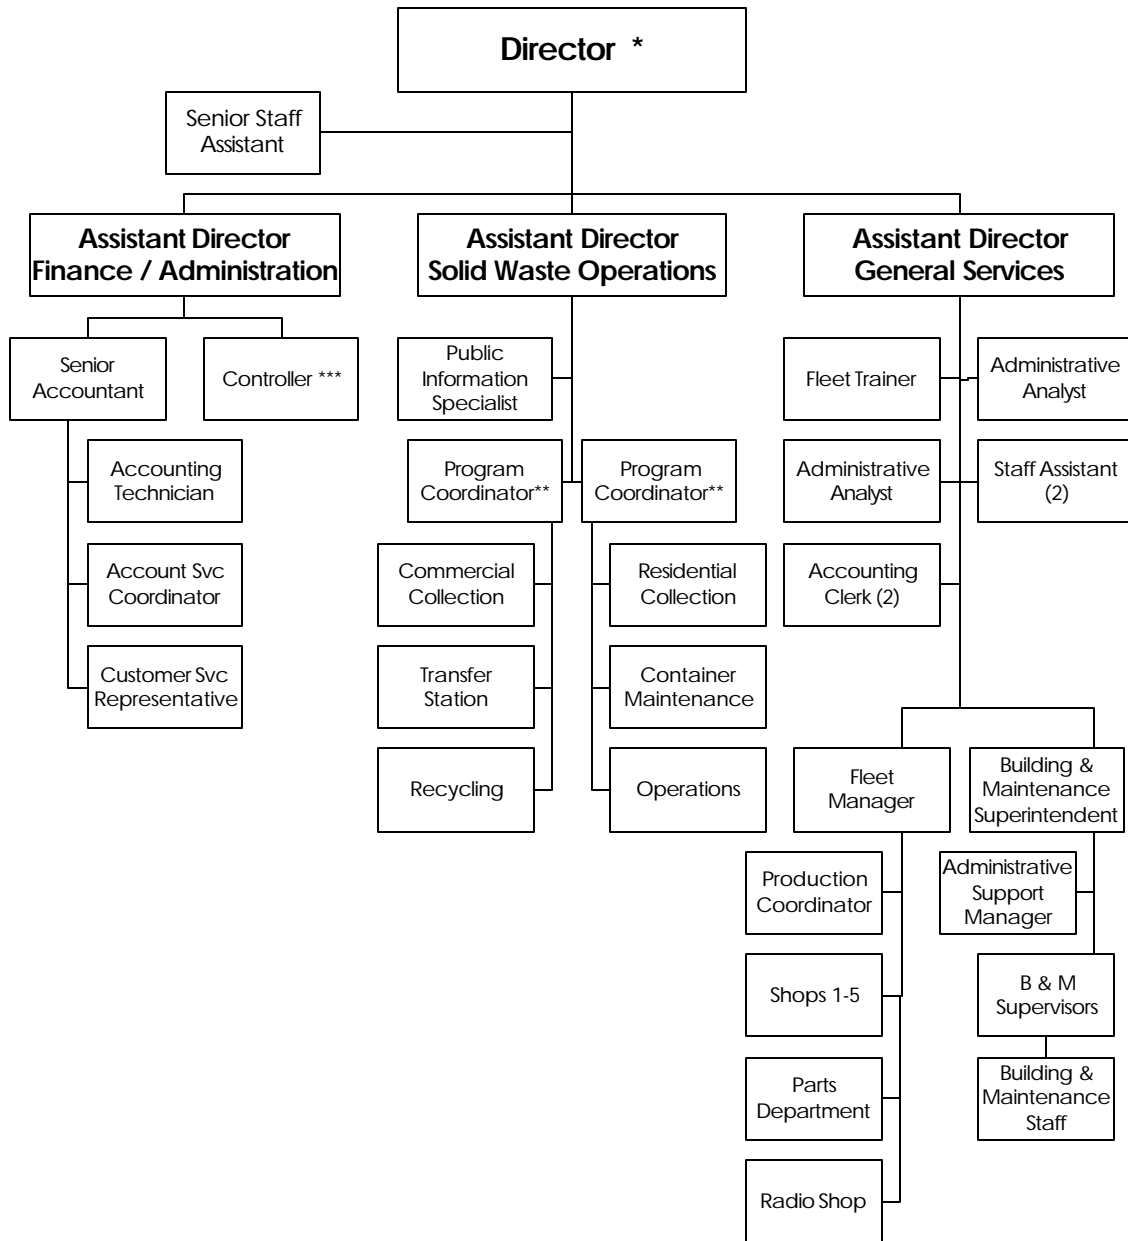 Director *
Senior Staff
Assistant
Assistant Director
Finance / Administration
Assistant Director
Solid Waste Operations
Assistant Director
General Services
Senior
Accountant
Controller ***
Public
Information
Specialist
Fleet Trainer
Administrative
Analyst
Accounting
Technician
Program
Coordinator**
Program
Coordinator**
Administrative
Analyst
Staff Assistant
(2)
Account Svc
Coordinator
Commercial
Collection
Residential
Collection
Accounting
Clerk (2)
Customer Svc
Representative
Transfer
Station
Container
Maintenance
Recycling
Operations
Fleet
Manager
Building &
Maintenance
Superintendent
Production
Coordinator
Administrative
Support
Manager
Shops 1-5
B & M
Supervisors
Parts
Department
Building &
Maintenance
Staff
Radio Shop